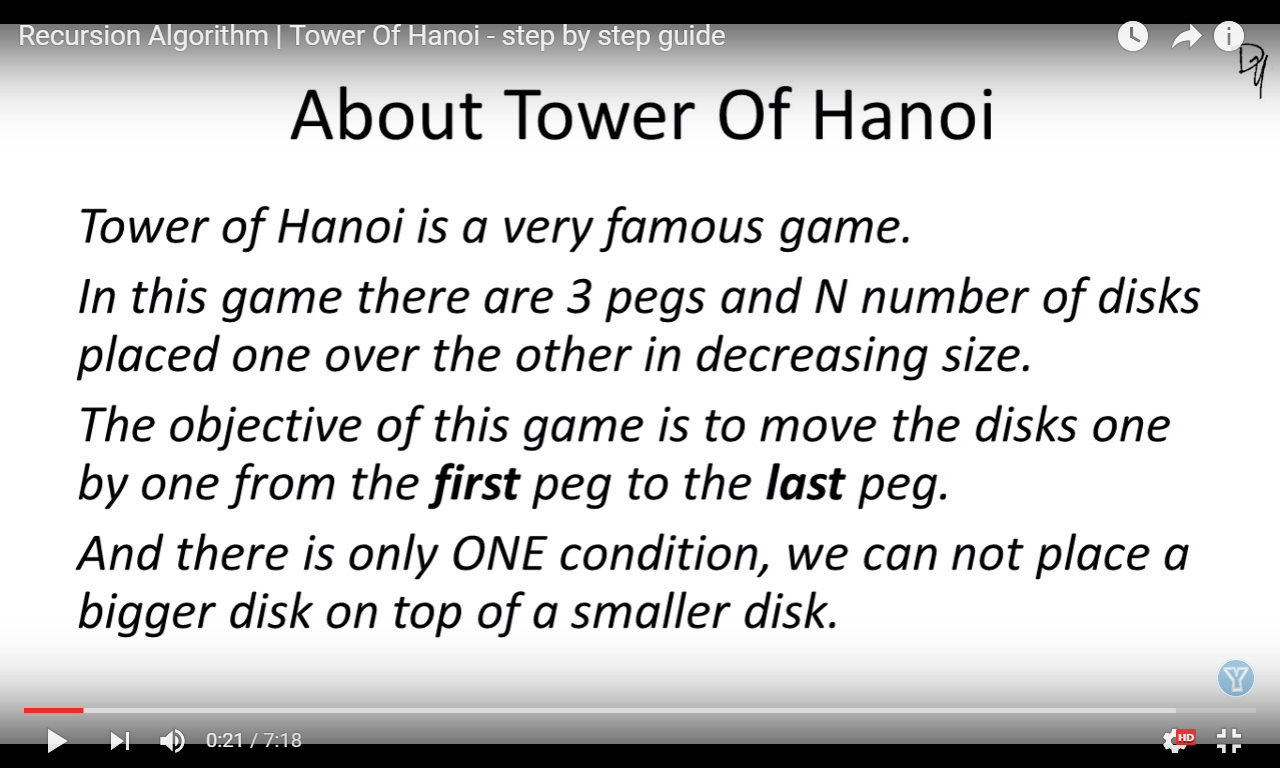 Recursion Algorithm | Tower Of Hanoi - step by step guide
About Tower Of Hanoi
Tower of Hanoi is a very famous game.
In this game there are 3 pegs and N number of disks
placed one over the other in decreasing size.
The objective of this game is to move the disks one
by one from the first peg to the last peg.
And there is only ONE condition, we can not place a
bigger disk on top of a smaller disk.
Y
0:21 / 7:18
HD